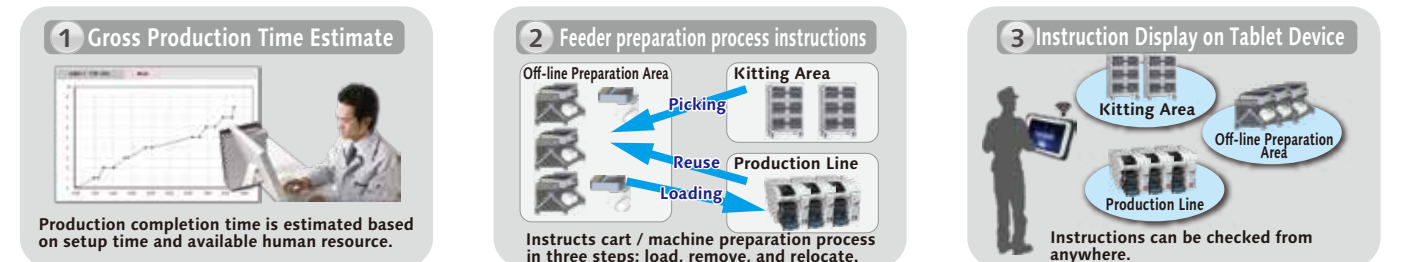 1 Gross Production Time Estimate
Production completion time is estimated based
on setup time and available human resource.
2 Feeder preparation process instructions
Off-line Preparation Area
Kitting Area
Picking
Reuse
Production Line
Loading
Instructs cart / machine preparation process
in three steps: load, remove, and relocate.
3 Instruction Display on Tablet Device
Kitting Area
Off-line Preparation
Area
Production Line
Instructions can be checked from
anywhere.